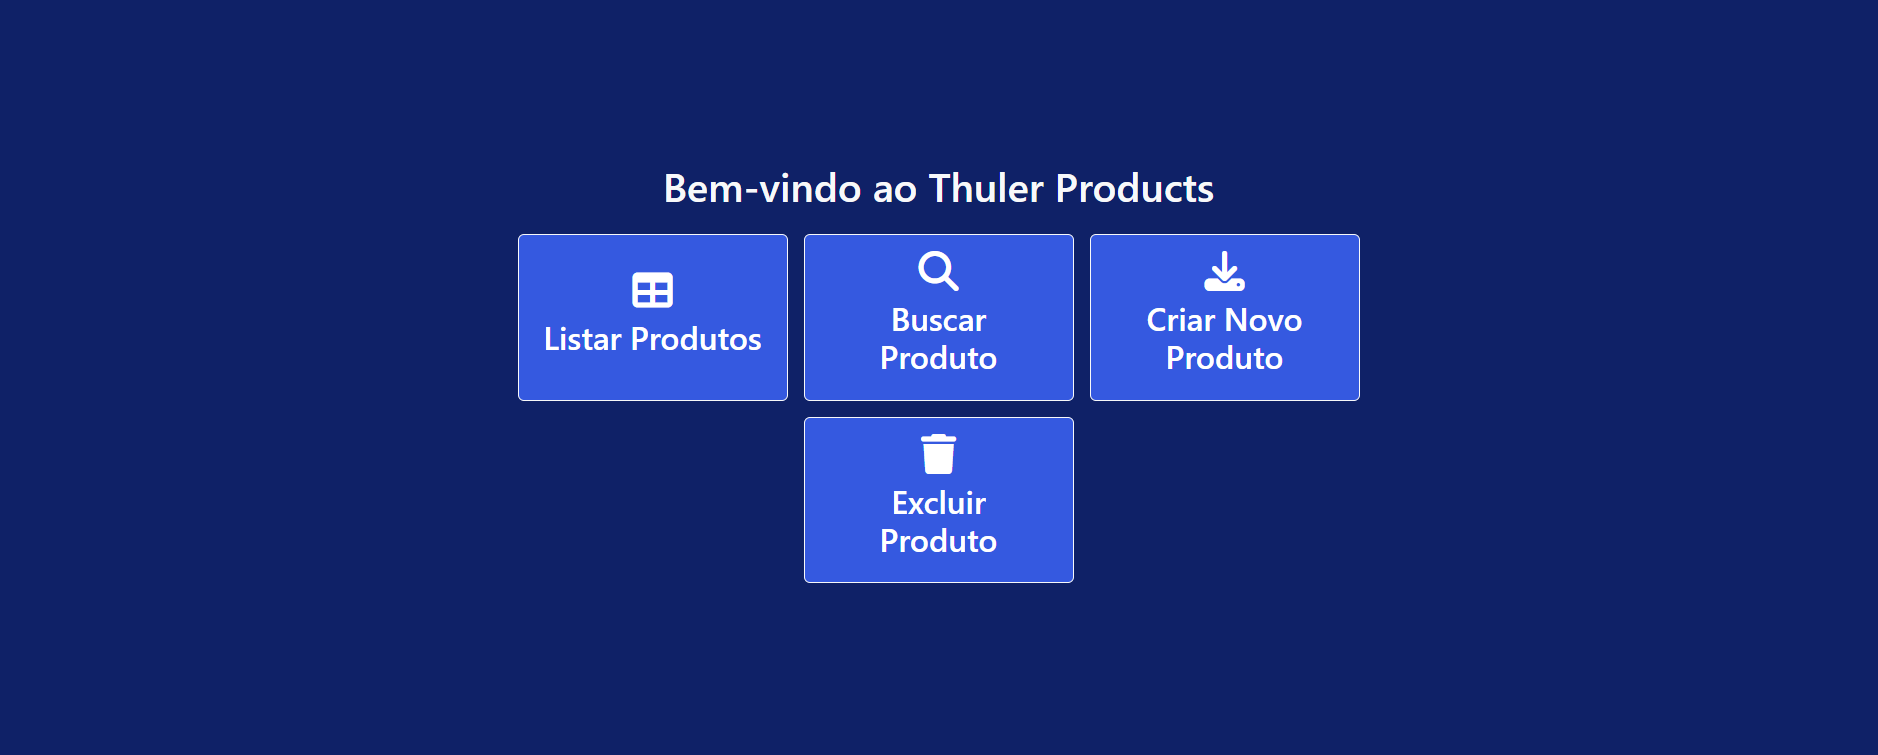 Bem-vindo ao Thuler Products
Listar Produtos
Buscar
Produto
Criar Novo
Produto
Excluir
Produto